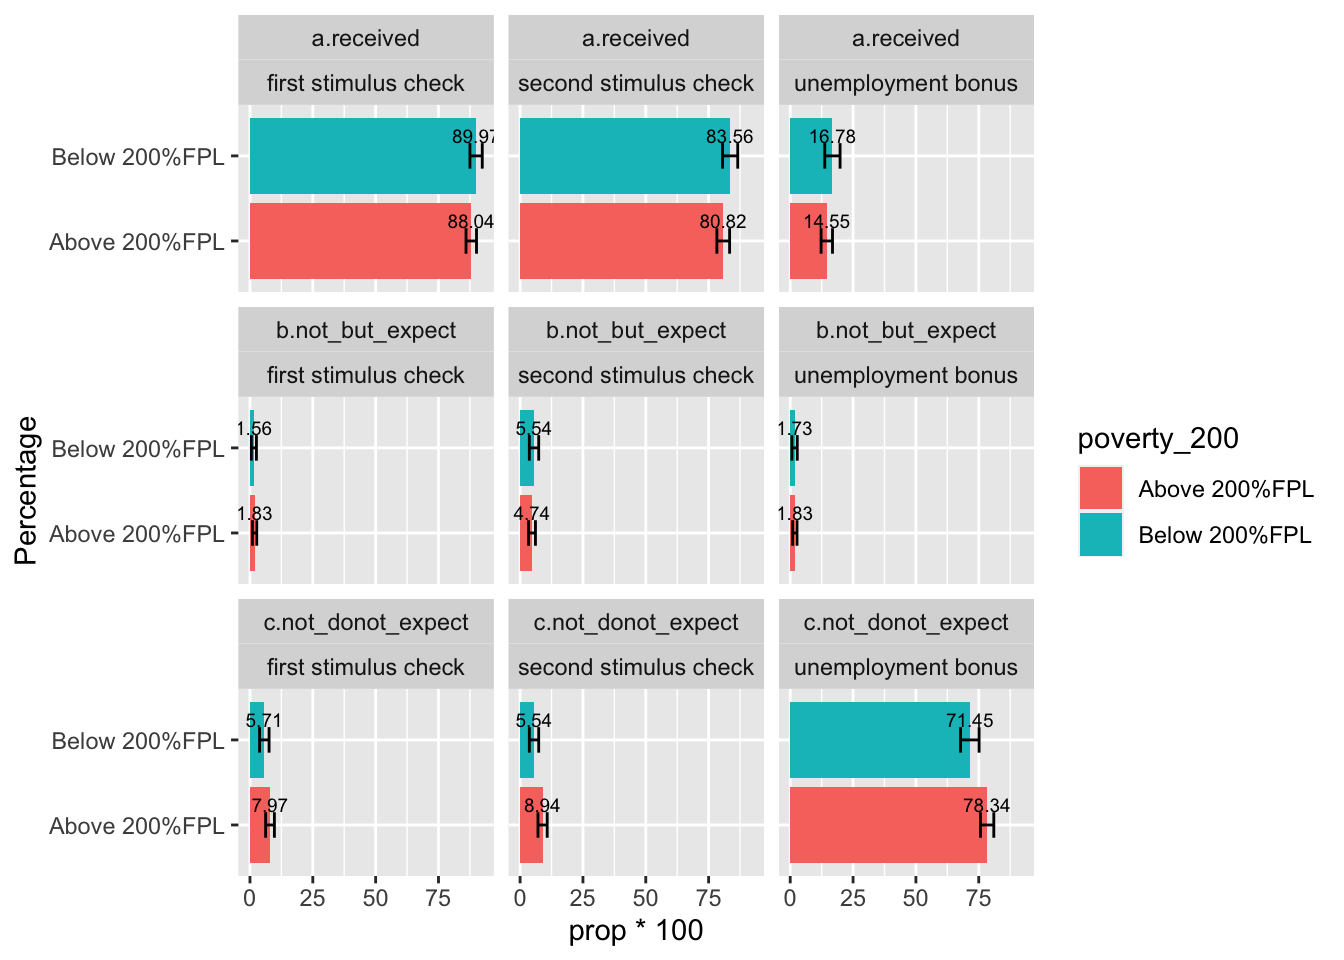 a.received
a.received
a.received
first stimulus check
second stimulus check
unemployment bonus
Below 200%FPL
89.97
83.56
16.78
Above 200%FPL
88.04
80.82
14.55
b.not_but_expect
b.not_but_expect
b.not_but_expect
first stimulus check
second stimulus check
unemployment bonus
Below 200%FPL
1.56
5.54
1.73
Above 200%FPL
1.83
4.74
1.83
c.not_donot_expect
c.not_donot_expect
c.not_donot_expect
first stimulus check
second stimulus check
unemployment bonus
Below 200%FPL
5.71
5.54
71.45
Above 200%FPL
7.97
8.94
78.34
0 25 50 75
0 25 50 75
0 25 50 75
prop * 100
Percentage
poverty_200
Above 200%FPL
Below 200%FPL